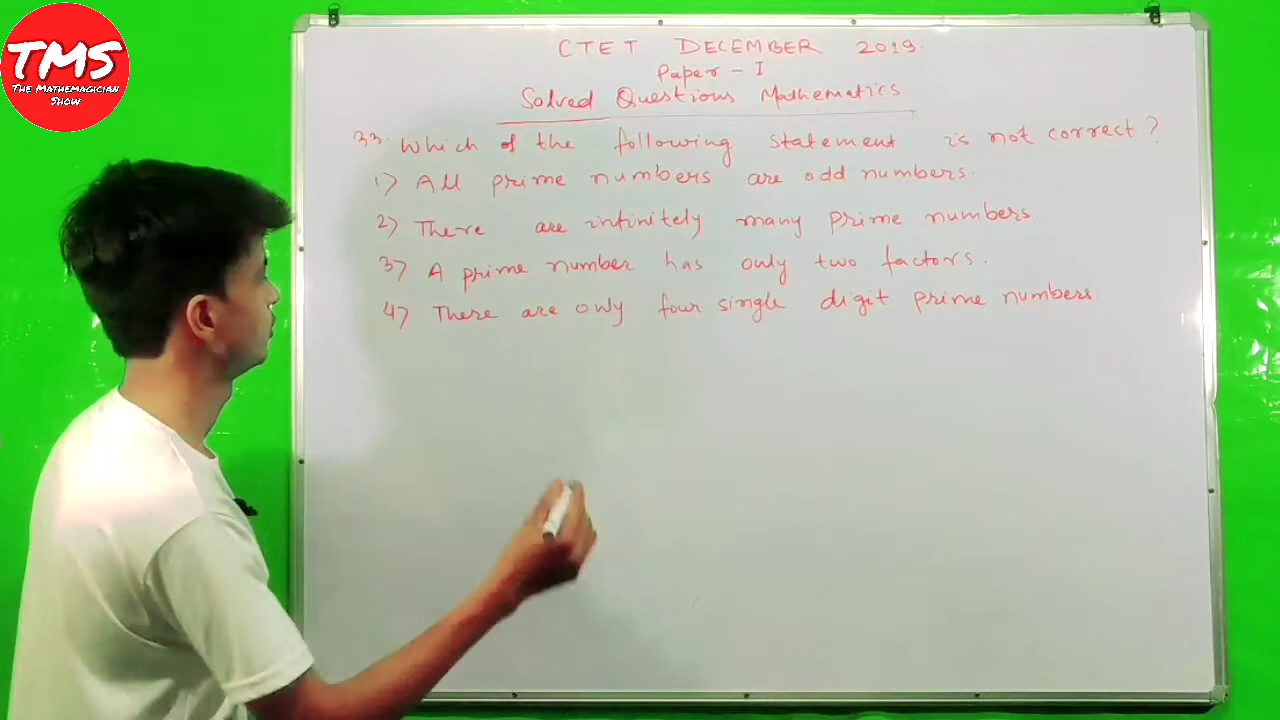 TMS
The Mathemagician
Show
CTET DECEMBER 2019.
Paper - I
Solved Questions Mathematics
33. Which of the following statement is not correct?
1) All prime numbers are odd numbers.
2) There are infinitely many prime numbers
3) A prime number has only two factors.
4) There are only four single digit prime numbers.